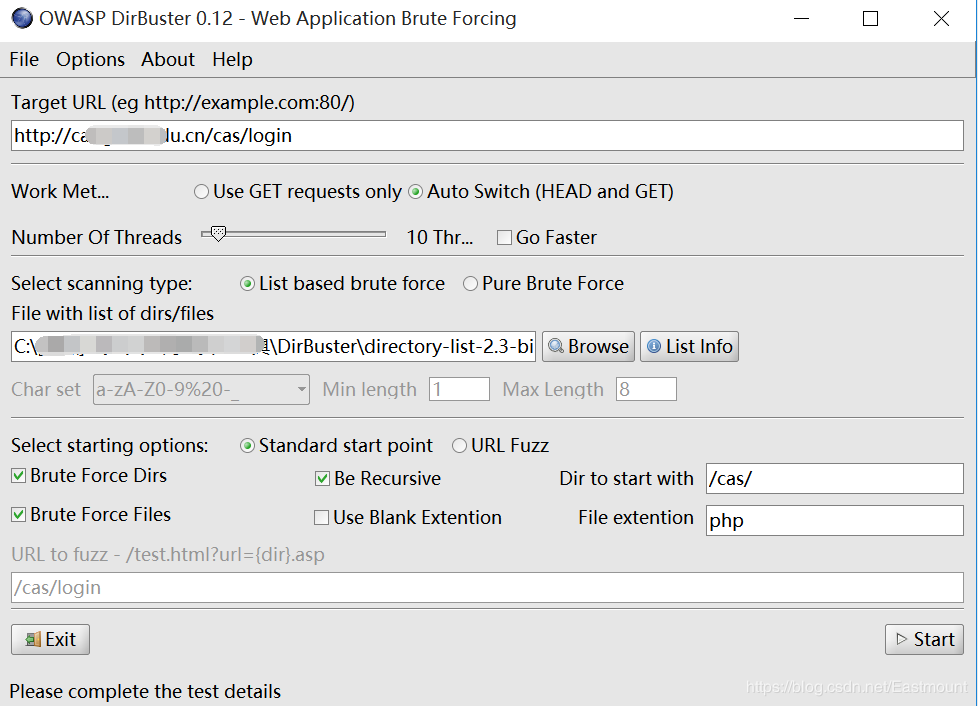 OWASP DirBuster 0.12 - Web Application Brute Forcing
File Options About Help
Target URL (eg http://example.com:80/)
http://ca du.cn/cas/login
Work Met... Use GET requests only Auto Switch (HEAD and GET)
Number Of Threads 10 Thr... Go Faster
Select scanning type: List based brute force Pure Brute Force
File with list of dirs/files
C:\ \DirBuster\directory-list-2.3-bi Browse List Info
Char set a-zA-Z0-9%20-_ Min length 1 Max Length 8
Select starting options: Standard start point URL Fuzz
Brute Force Dirs Be Recursive Dir to start with /cas/
Brute Force Files Use Blank Extention File extention php
URL to fuzz - /test.html?url={dir}.asp
/cas/login
Exit Start
Please complete the test details
https://blog.csdn.net/Eastmount